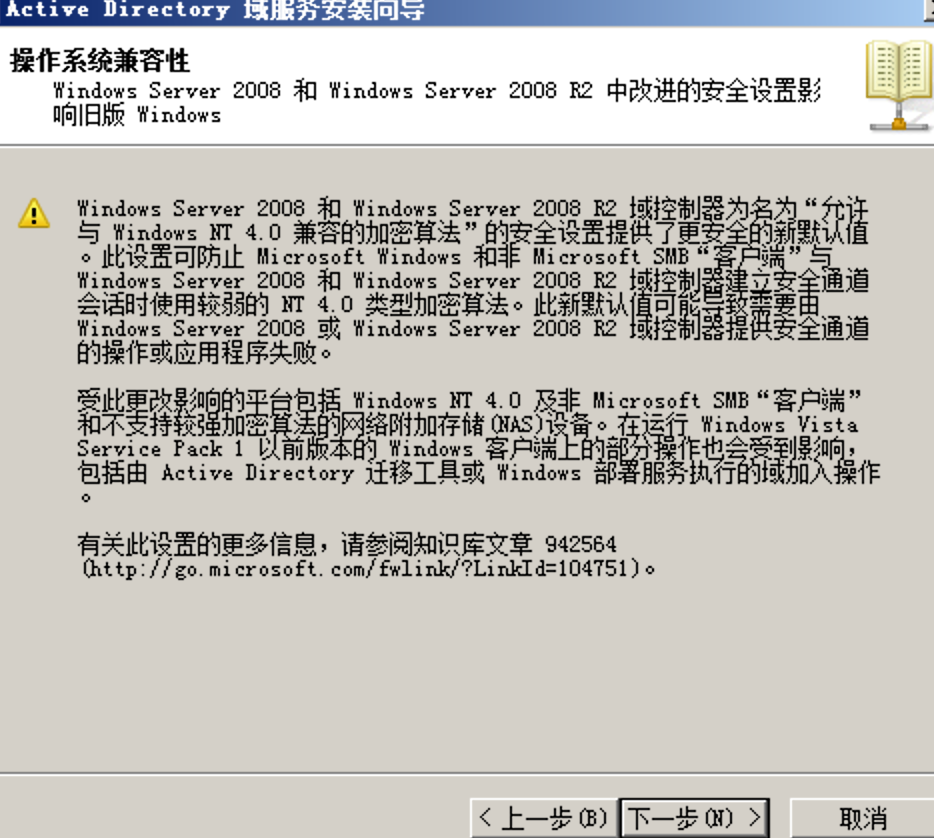 Active Directory 域服务安装向导
操作系统兼容性
Windows Server 2008 和 Windows Server 2008 R2 中改进的安全设置影
响旧版 Windows
Windows Server 2008 和 Windows Server 2008 R2 域控制器为名为“允许
与 Windows NT 4.0 兼容的加密算法”的安全设置提供了更安全的新默认值
。此设置可防止 Microsoft Windows 和非 Microsoft SMB“客户端”与
Windows Server 2008 和 Windows Server 2008 R2 域控制器建立安全通道
会话时使用较弱的 NT 4.0 类型加密算法。此新默认值可能导致需要由
Windows Server 2008 或 Windows Server 2008 R2 域控制器提供安全通道
的操作或应用程序失败。
受此更改影响的平台包括 Windows NT 4.0 及非 Microsoft SMB“客户端”
和不支持较强加密算法的网络附加存储(NAS)设备。在运行 Windows Vista
Service Pack 1 以前版本的 Windows 客户端上的部分操作也会受到影响，
包括由 Active Directory 迁移工具或 Windows 部署服务执行的域加入操作
。
有关此设置的更多信息，请参阅知识库文章 942564
(http://go.microsoft.com/fwlink/?LinkId=104751)。
< 上一步(B) 下一步(N) > 取消